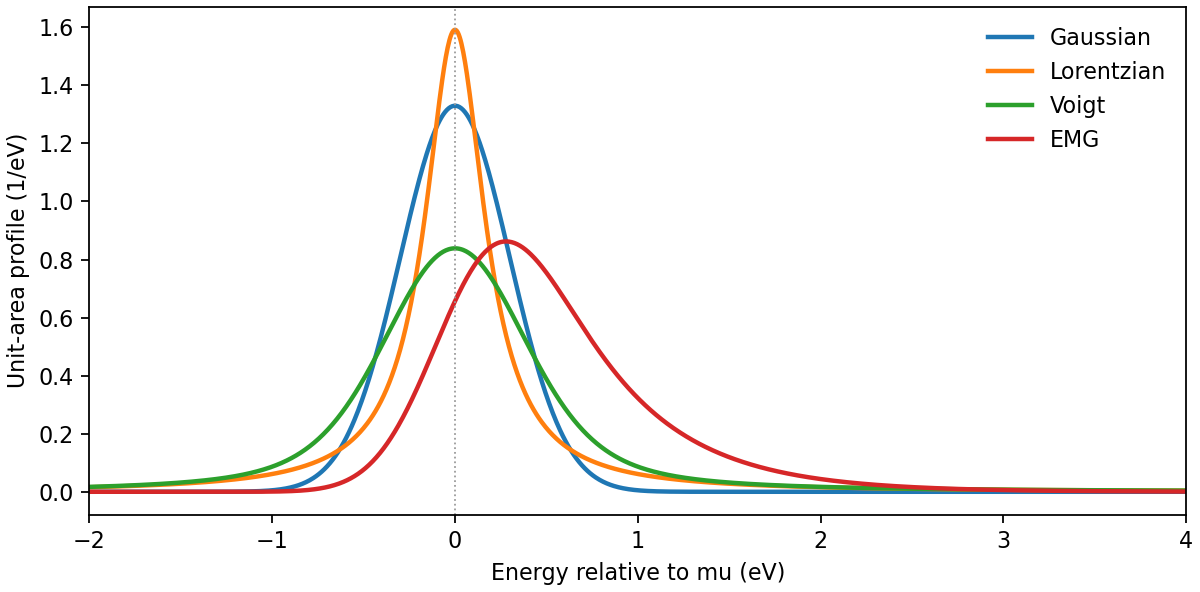 Unit-area profile (1/eV)
1.6
1.4
1.2
1.0
0.8
0.6
0.4
0.2
0.0
Gaussian
Lorentzian
Voigt
EMG
−2
−1
0
1
2
3
4
Energy relative to mu (eV)